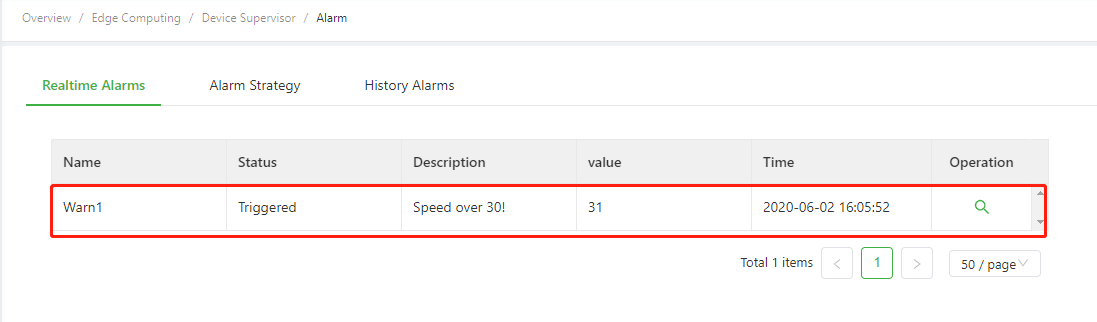 Overview / Edge Computing / Device Supervisor / Alarm
Realtime Alarms Alarm Strategy History Alarms
Name Status Description value Time Operation
Warn1 Triggered Speed over 30! 31 2020-06-02 16:05:52
Total 1 items < 1 > 50 / page